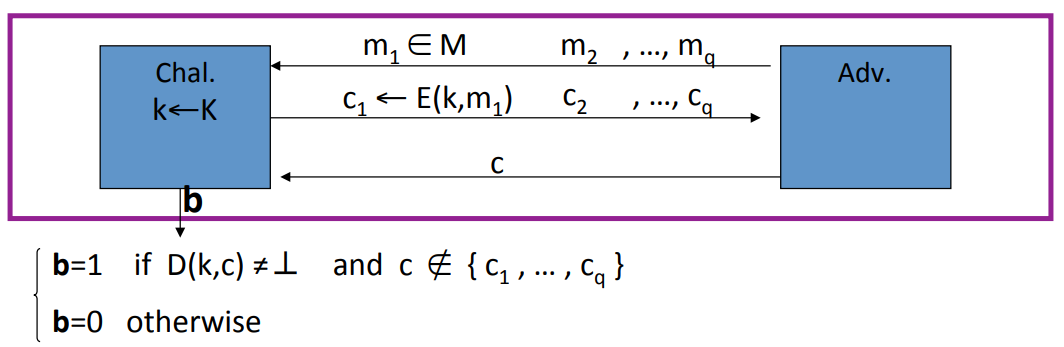 m₁ ∈ M m₂ , ..., m_q
Chal.
k←K
Adv.
c₁ ← E(k,m₁) c₂ , ..., c_q
c
b
b=1 if D(k,c) ≠ ⊥ and c ∉ { c₁ , ... , c_q }
b=0 otherwise